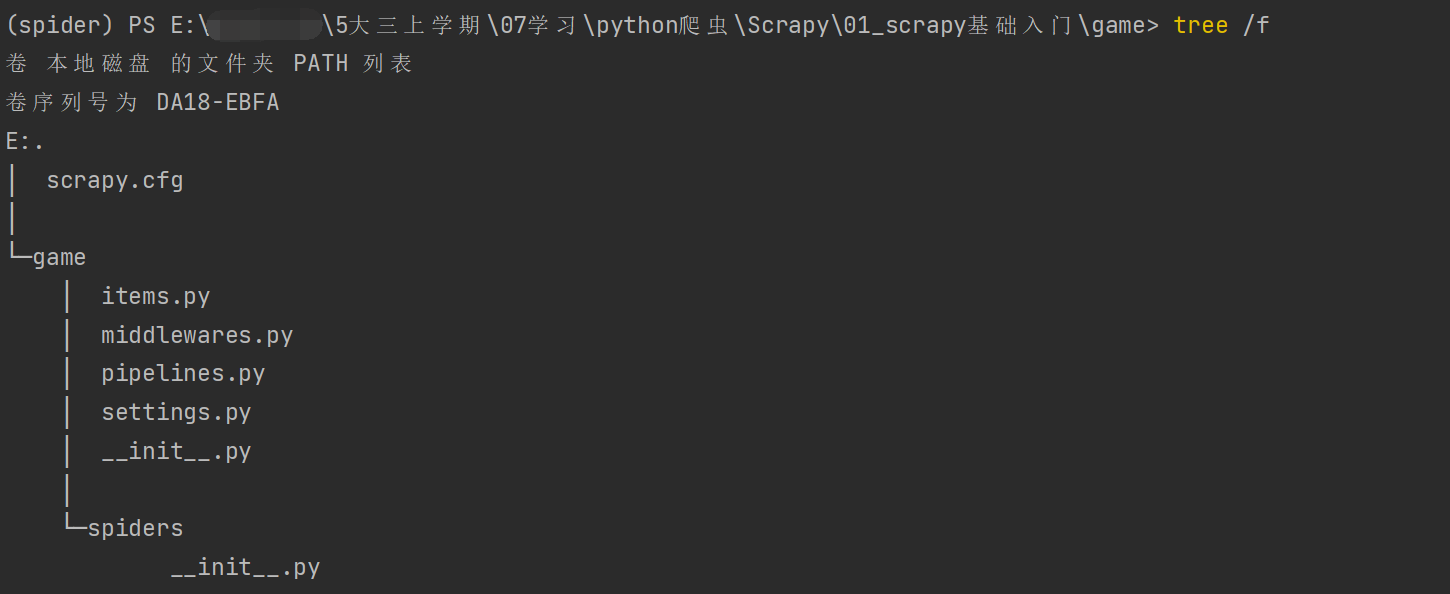 (spider) PS E:\ \5大三上学期\07学习\python爬虫\Scrapy\01_scrapy基础入门\game> tree /f
卷 本地磁盘 的文件夹 PATH 列表
卷序列号为 DA18-EBFA
E:.
│  scrapy.cfg
│
└─game
    │  items.py
    │  middlewares.py
    │  pipelines.py
    │  settings.py
    │  __init__.py
    │
    └─spiders
            __init__.py